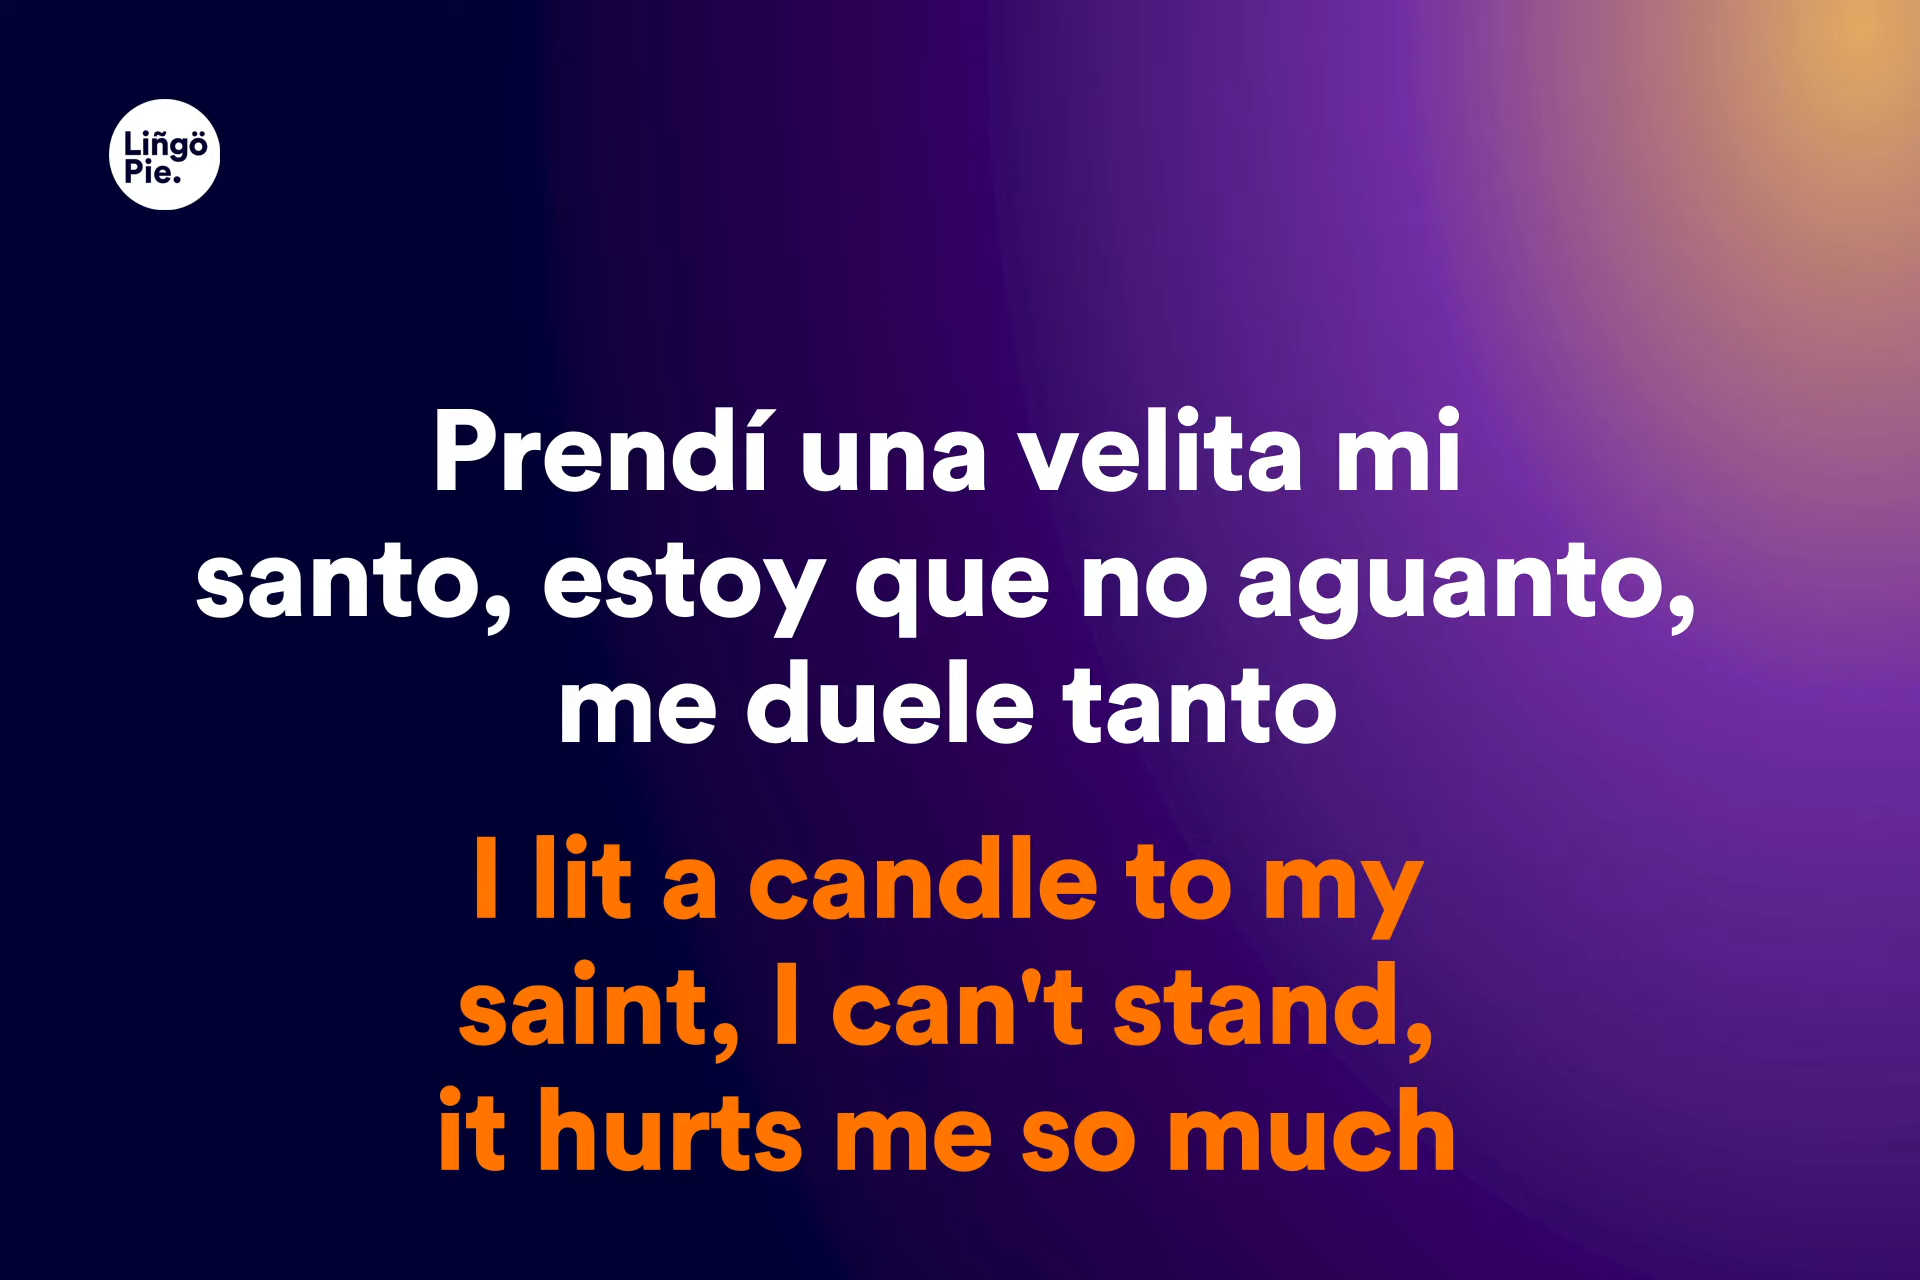 Liñgö
Pie.
Prendí una velita mi
santo, estoy que no aguanto,
me duele tanto
I lit a candle to my
saint, I can't stand,
it hurts me so much